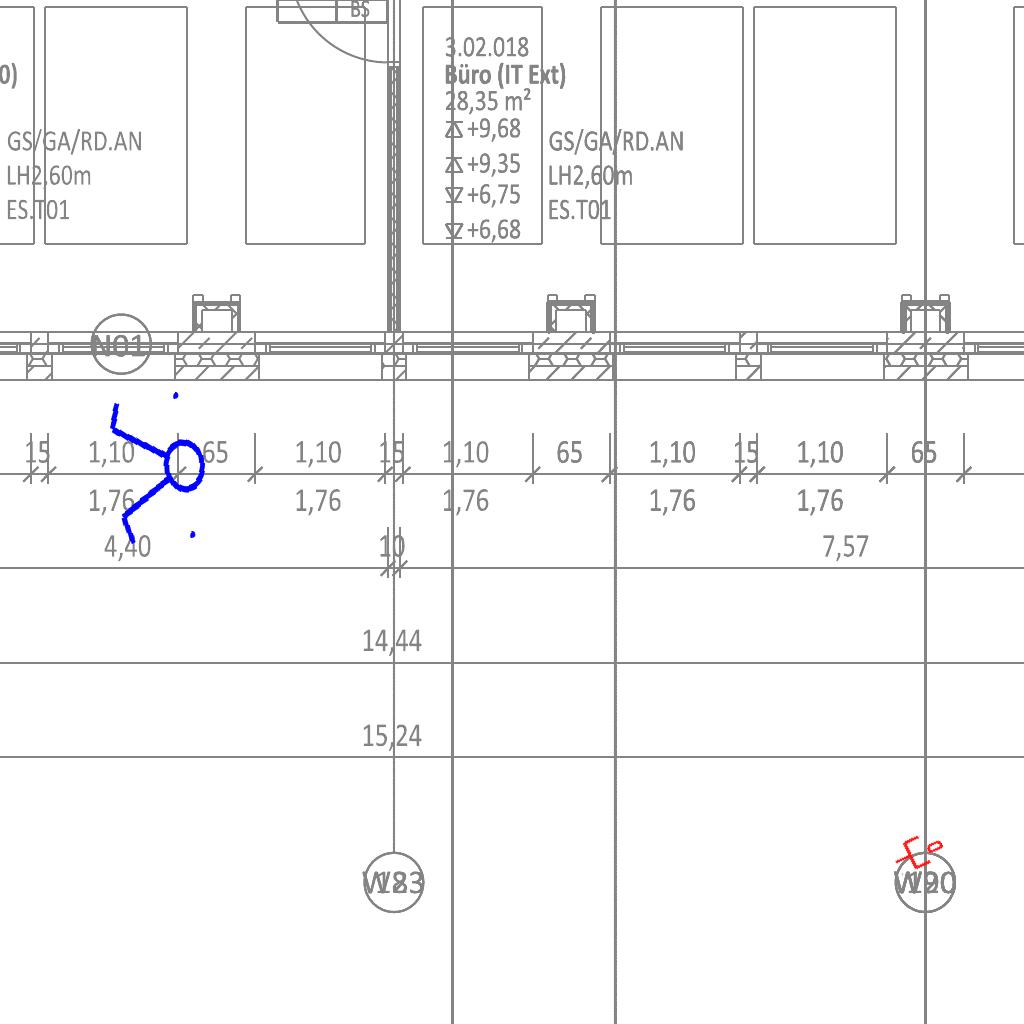 BS
3.02.018
0)
Büro (IT Ext)
28,35 m²
+9,68
GS/GA/RD.AN
GS/GA/RD.AN
+9,35
LH2,60m
LH2,60m
+6,75
ES.T01
ES.T01
+6,68
N01
15 1,10 65 1,10 15 1,10 65 1,10 15 1,10 65
1,76 1,76 1,76 1,76 1,76
4,40 10 7,57
14,44
15,24